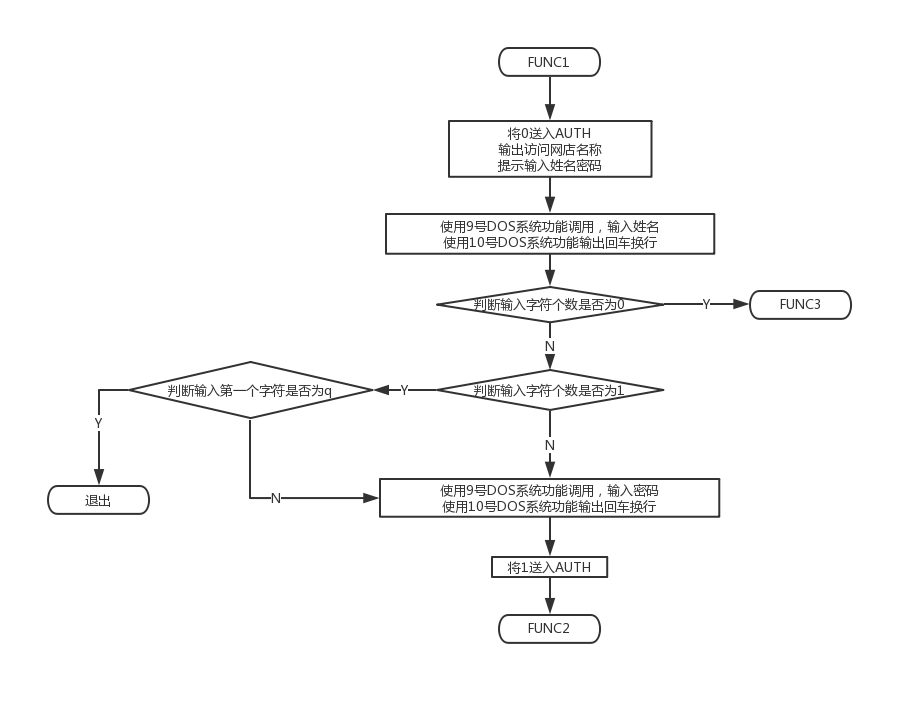 FUNC1
将0送入AUTH
输出访问网店名称
提示输入姓名密码
使用9号DOS系统功能调用，输入姓名
使用10号DOS系统功能输出回车换行
判断输入字符个数是否为0
Y
FUNC3
N
判断输入第一个字符是否为q
Y
判断输入字符个数是否为1
Y
N
使用9号DOS系统功能调用，输入密码
使用10号DOS系统功能输出回车换行
退出
N
将1送入AUTH
FUNC2